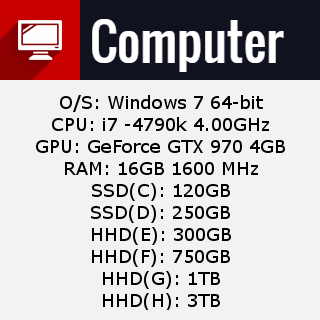 Computer
O/S: Windows 7 64-bit
CPU: i7 -4790k 4.00GHz
GPU: GeForce GTX 970 4GB
RAM: 16GB 1600 MHz
SSD(C): 120GB
SSD(D): 250GB
HHD(E): 300GB
HHD(F): 750GB
HHD(G): 1TB
HHD(H): 3TB